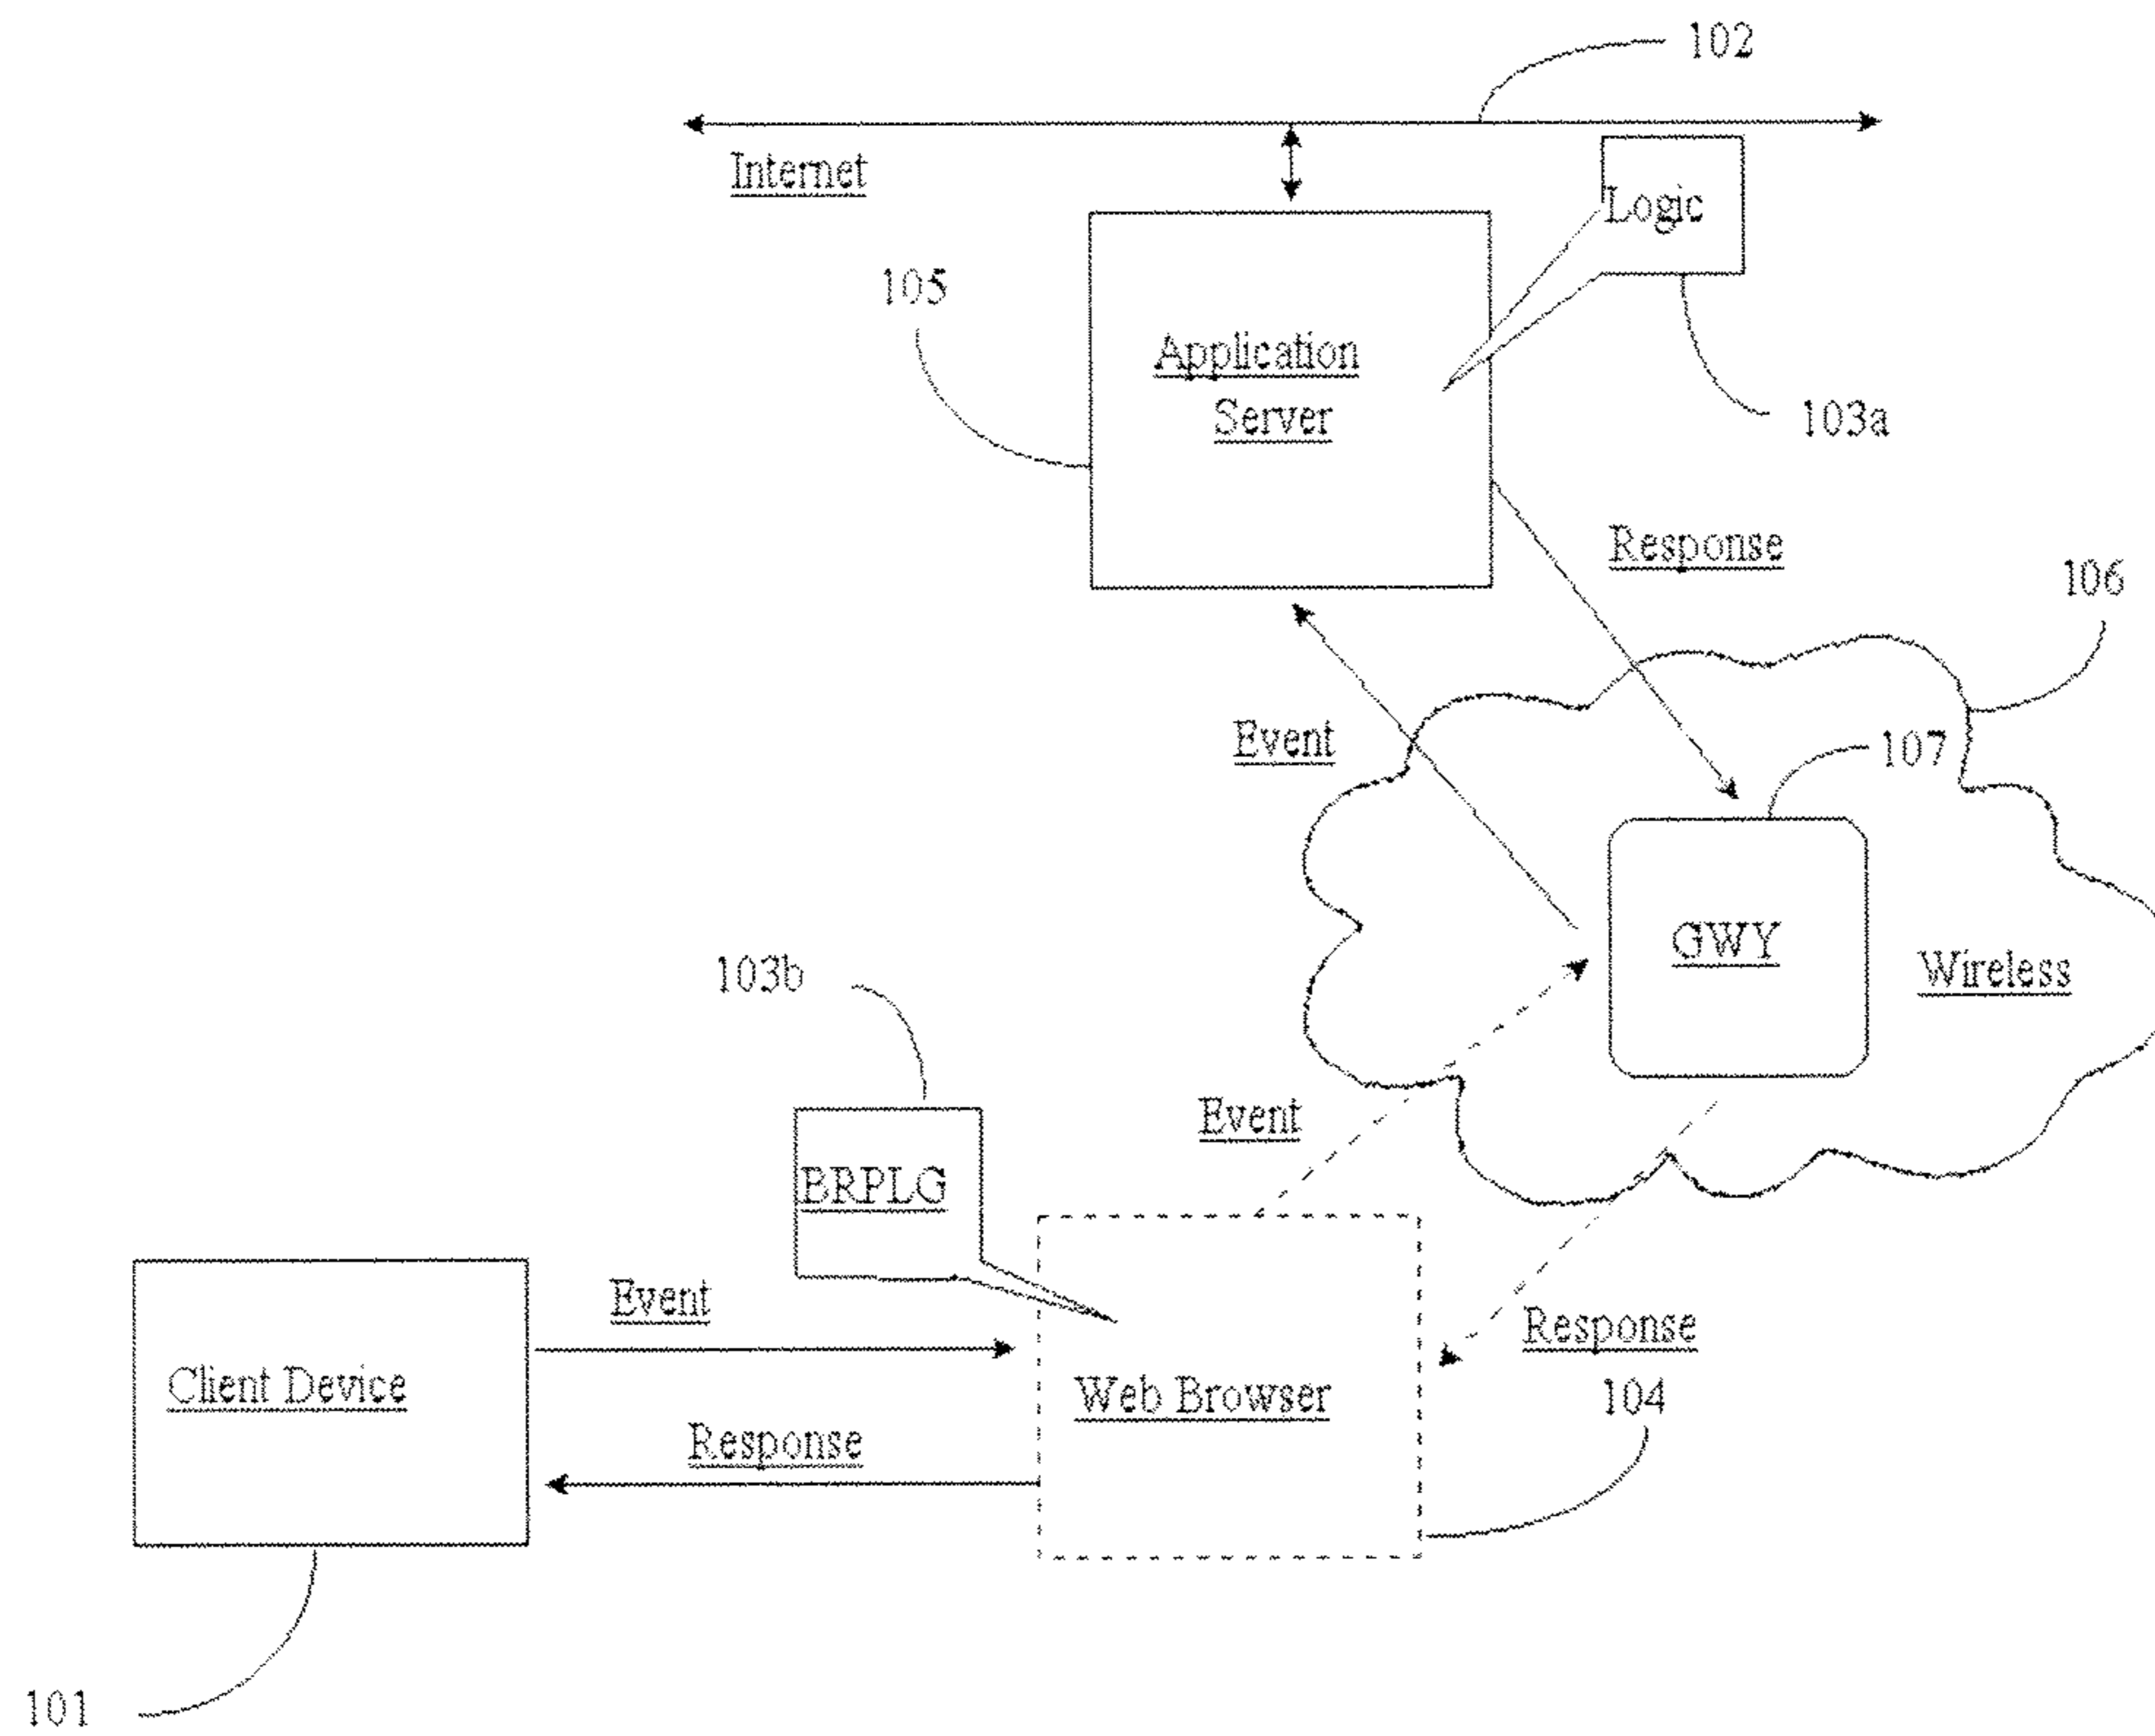 102
Internet
Logic
105
Application
Server
103a
Response
106
Event
107
GWY
Wireless
103b
Event
BRPLG
Event
Response
Client Device
Web Browser
104
Response
101